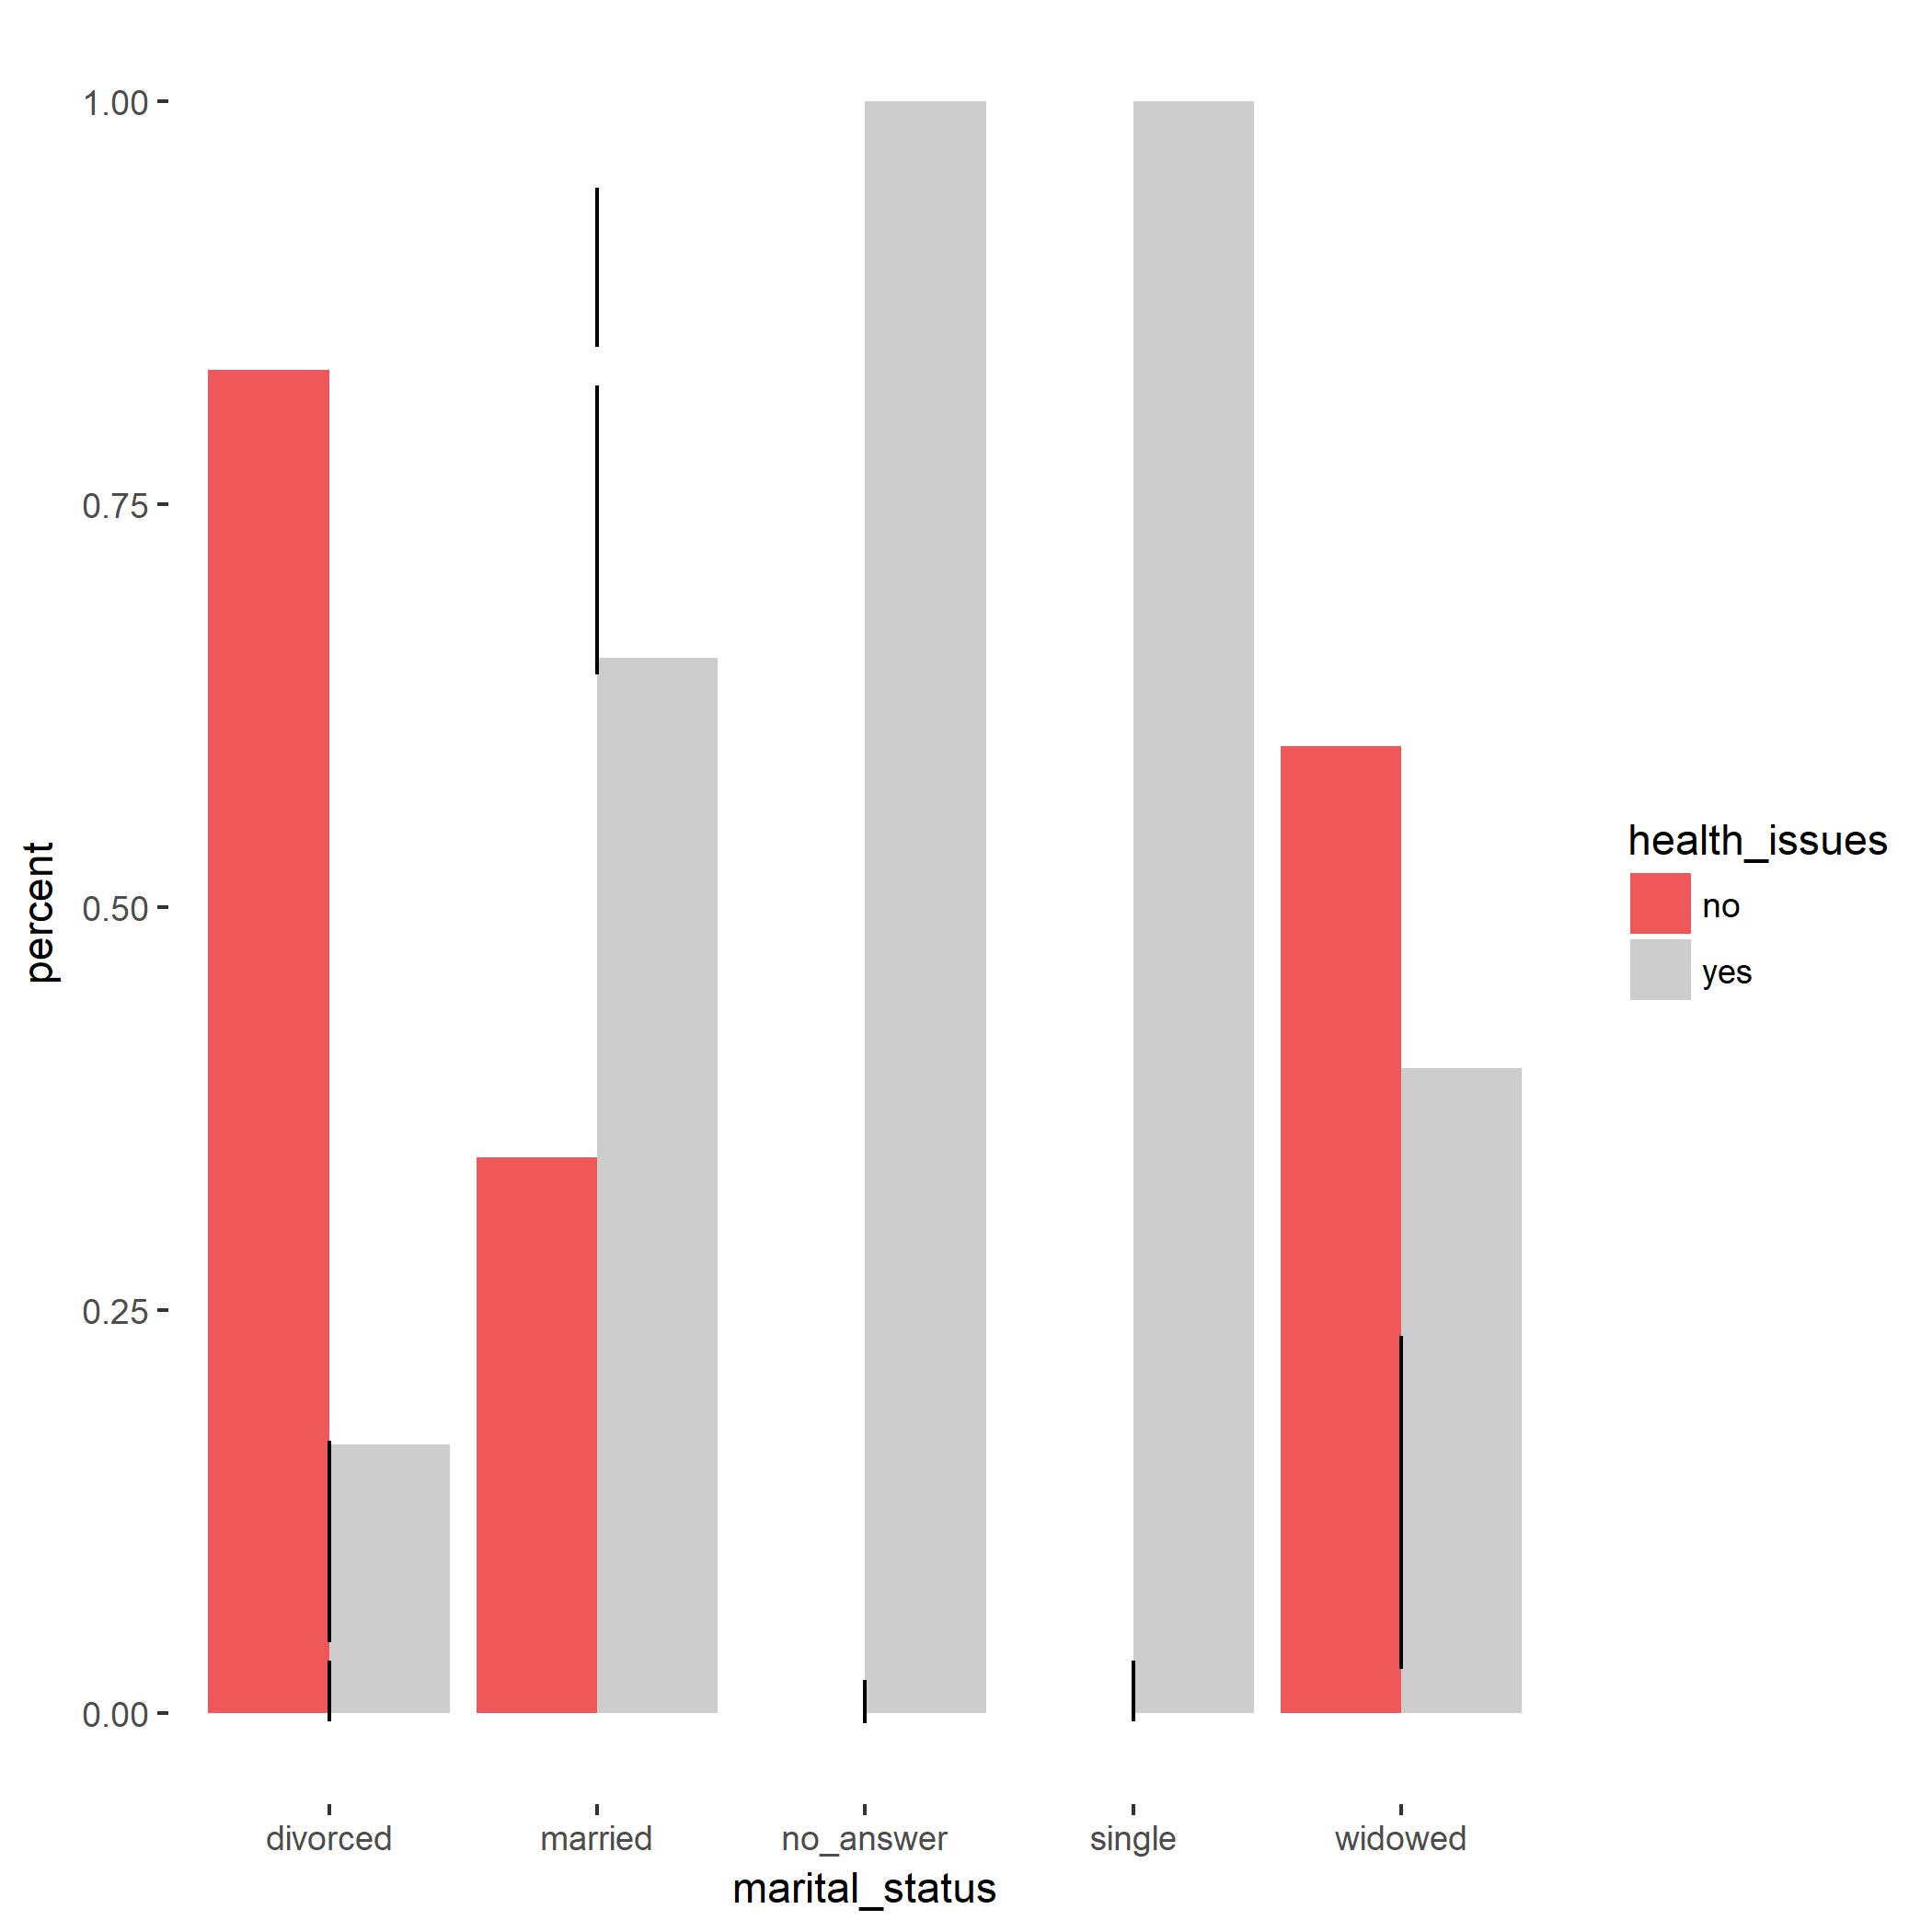 1.00
0.75
0.50
0.25
0.00
percent
divorced
married
no_answer
single
widowed
marital_status
health_issues
no
yes